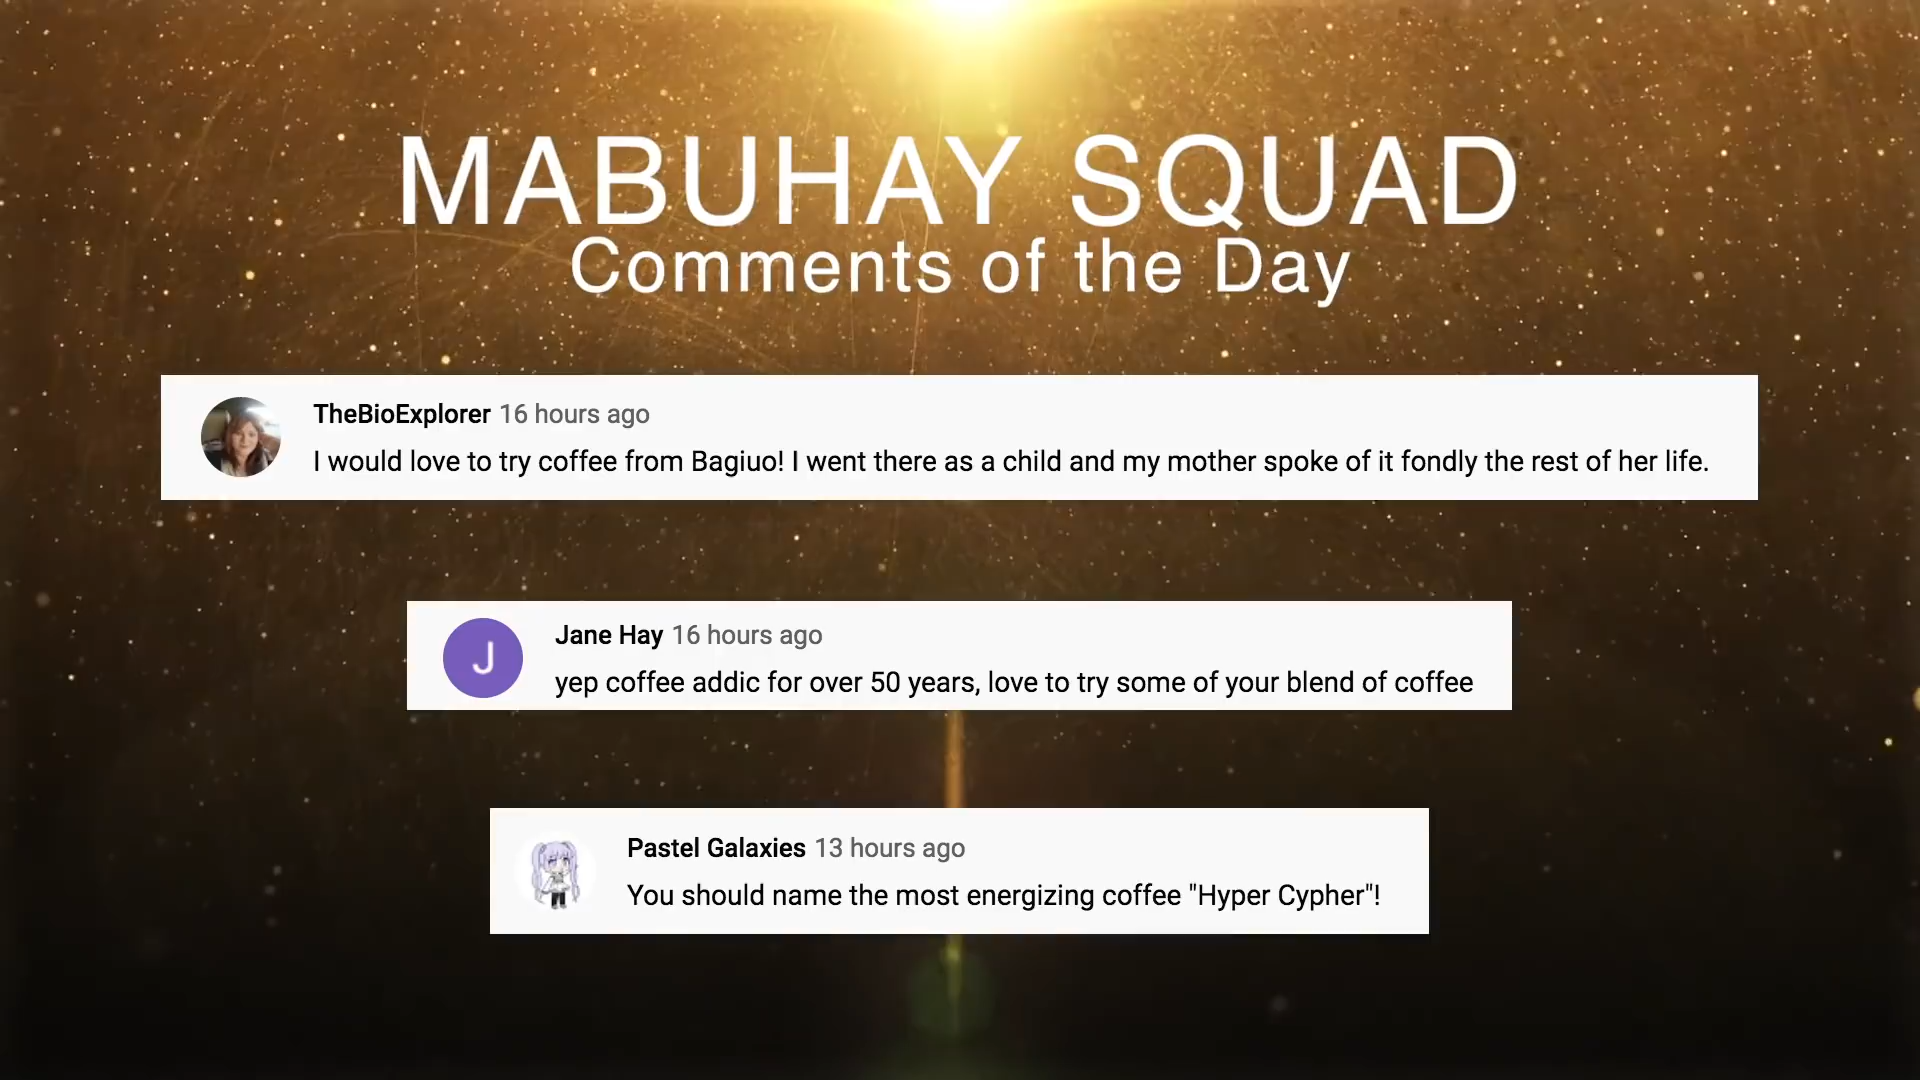 MABUHAY SQUAD
Comments of the Day
TheBioExplorer 16 hours ago
I would love to try coffee from Bagiuo! I went there as a child and my mother spoke of it fondly the rest of her life.
J
Jane Hay 16 hours ago
yep coffee addic for over 50 years, love to try some of your blend of coffee
Pastel Galaxies 13 hours ago
You should name the most energizing coffee "Hyper Cypher"!